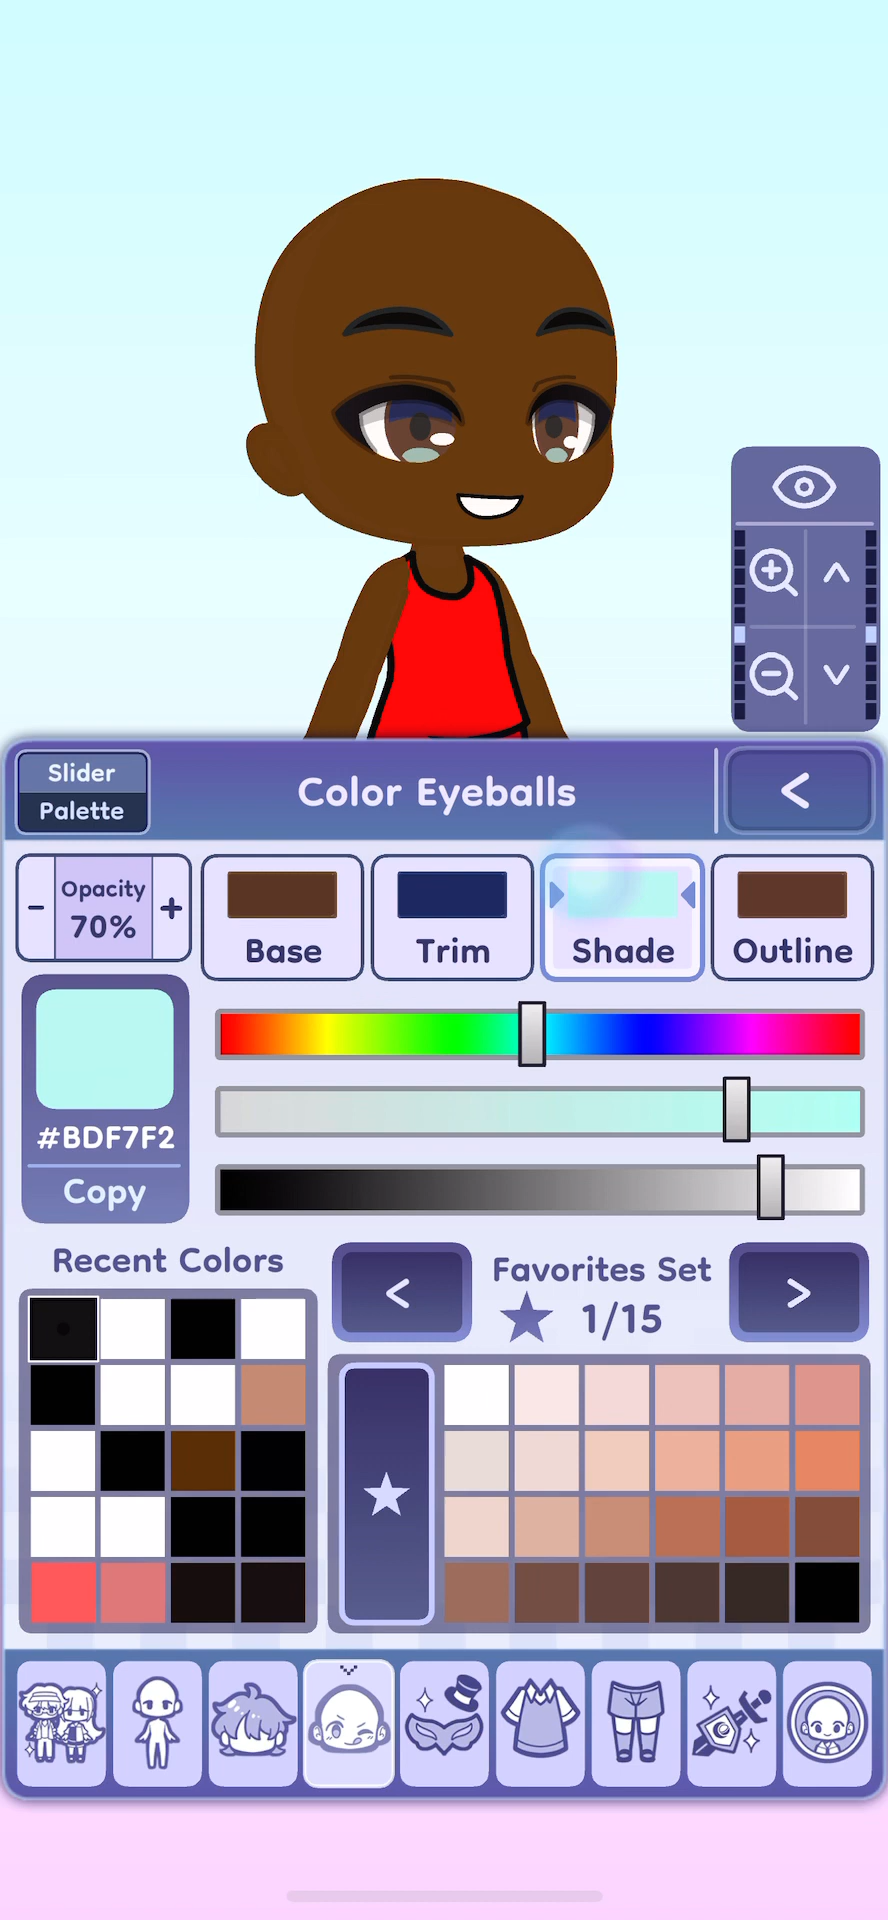 Slider
Palette
Color Eyeballs
Opacity
70%
Base
Trim
Shade
Outline
#BDF7F2
Copy
Recent Colors
Favorites Set
1/15